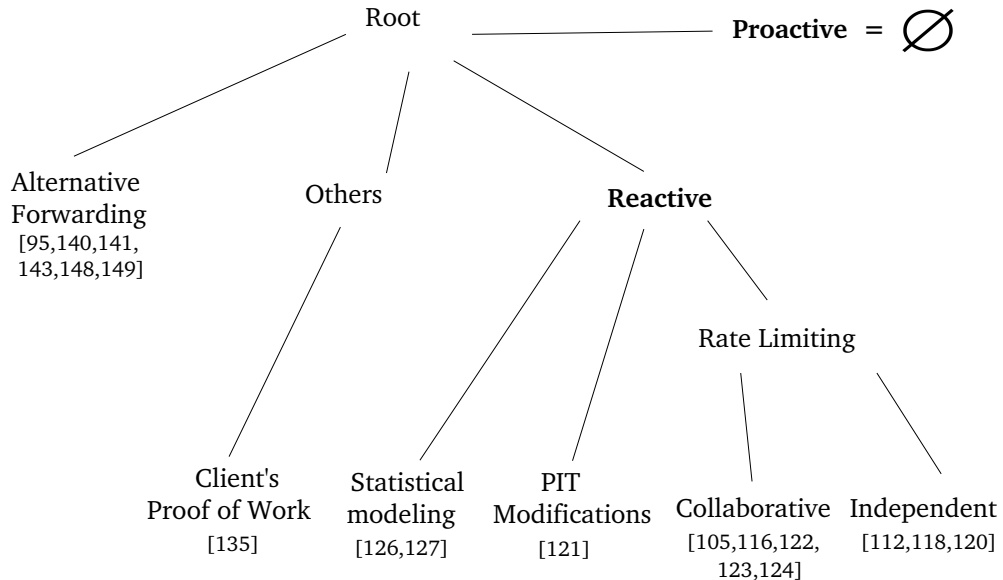 Root
Proactive = ∅
Alternative
Forwarding
[95,140,141,
143,148,149]
Others
Reactive
Rate Limiting
Client's
Proof of Work
[135]
Statistical
modeling
[126,127]
PIT
Modifications
[121]
Collaborative
[105,116,122,
123,124]
Independent
[112,118,120]